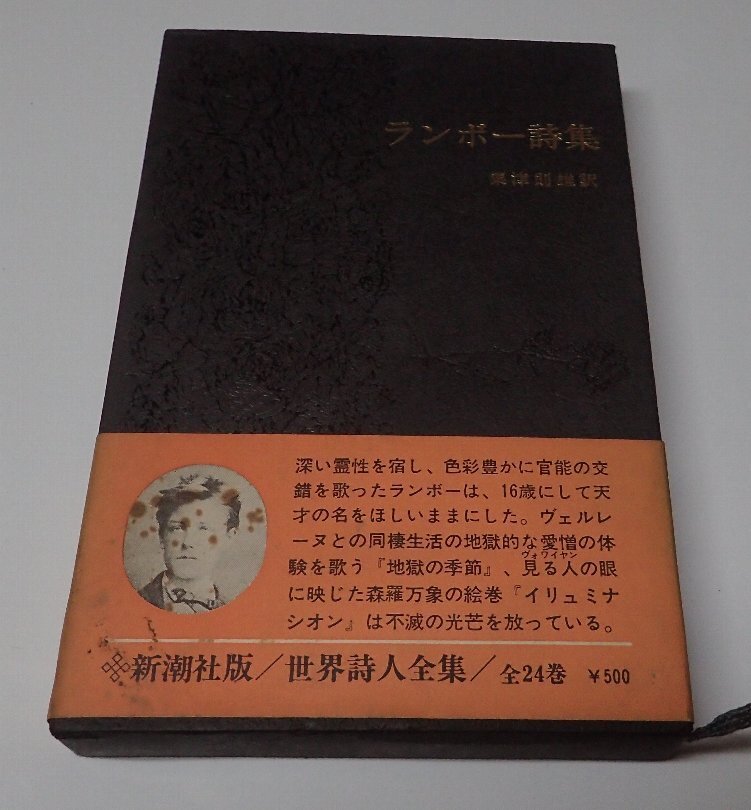 ランボー詩集
粟津則雄訳
深い霊性を宿し、色彩豊かに官能の交
錯を歌ったランボーは、16歳にして天
才の名をほしいままにした。ヴェルレ
ーヌとの同棲生活の地獄的な愛憎の体
ヴォワイヤン
験を歌う『地獄の季節』、見る人の眼
に映じた森羅万象の絵巻『イリュミナ
シオン』は不滅の光芒を放っている。
新潮社版/世界詩人全集/全24巻 ¥500